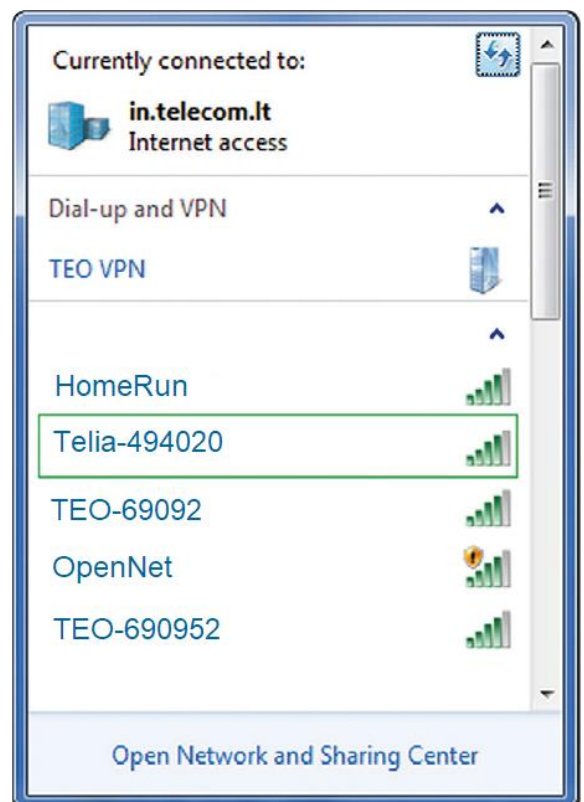 Currently connected to:
in.telecom.lt
Internet access
Dial-up and VPN
TEO VPN
HomeRun
Telia-494020
TEO-69092
OpenNet
TEO-690952
Open Network and Sharing Center